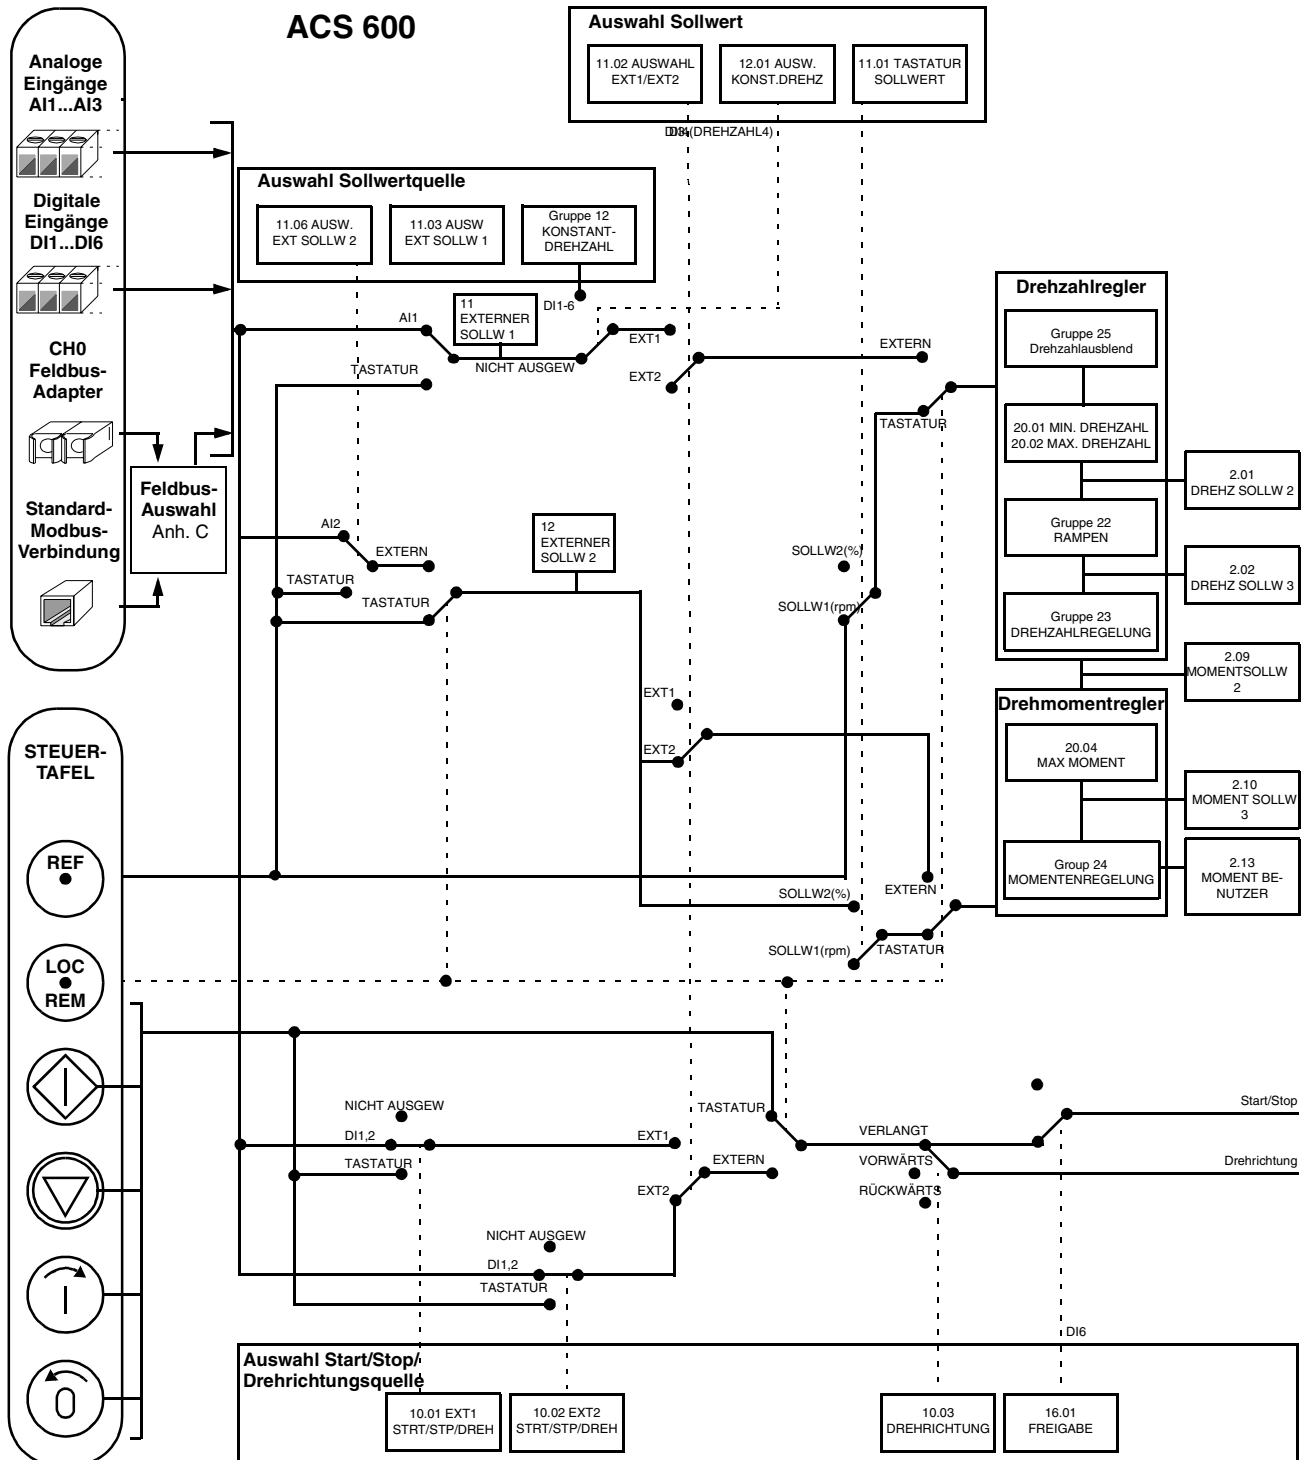 ACS 600
Analoge
Eingänge
AI1...AI3
Digitale
Eingänge
DI1...DI6
CH0
Feldbus-
Adapter
Standard-
Modbus-
Verbindung
Feldbus-
Auswahl
Anh. C
Auswahl Sollwert
11.02 AUSWAHL
EXT1/EXT2
12.01 AUSW.
KONST.DREHZ
11.01 TASTATUR
SOLLWERT
(DREHZAHL4)
Auswahl Sollwertquelle
11.06 AUSW.
EXT SOLLW 2
11.03 AUSW
EXT SOLLW 1
Gruppe 12
KONSTANT-
DREHZAHL
DI1-6
11
EXTERNER
SOLLW 1
AI1
NICHT AUSGEW
TASTATUR
EXT1
EXT2
EXTERN
TASTATUR
AI2
EXTERN
TASTATUR
TASTATUR
12
EXTERNER
SOLLW 2
SOLLW2(%)
SOLLW1(rpm)
EXT1
EXT2
EXTERN
SOLLW2(%)
SOLLW1(rpm)
TASTATUR
Drehzahlregler
Gruppe 25
Drehzahlausblend
20.01 MIN. DREHZAHL
20.02 MAX. DREHZAHL
2.01
DREHZ SOLLW 2
Gruppe 22
RAMPEN
2.02
DREHZ SOLLW 3
Gruppe 23
DREHZAHLREGELUNG
2.09
MOMENTSOLLW
2
Drehmomentregler
20.04
MAX MOMENT
2.10
MOMENT SOLLW
3
Group 24
MOMENTENREGELUNG
2.13
MOMENT BE-
NUTZER
STEUER-
TAFEL
REF
LOC
REM
NICHT AUSGEW
DI1,2
TASTATUR
EXT1
EXT2
NICHT AUSGEW
DI1,2
TASTATUR
TASTATUR
EXTERN
VERLANGT
VORWÄRTS
RÜCKWÄRTS
Start/Stop
Drehrichtung
DI6
Auswahl Start/Stop/
Drehrichtungsquelle
10.01 EXT1
STRT/STP/DREH
10.02 EXT2
STRT/STP/DREH
10.03
DREHRICHTUNG
16.01
FREIGABE